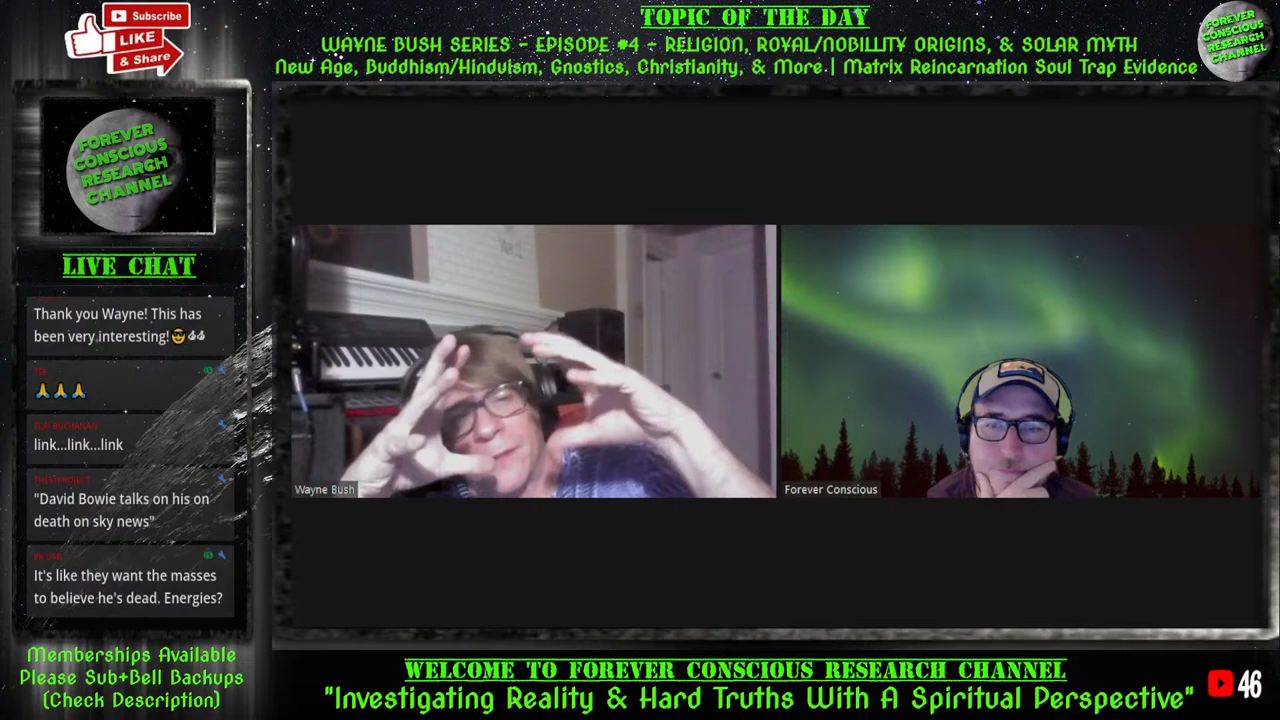 Subscribe
LIKE
& Share
TOPIC OF THE DAY
WAYNE BUSH SERIES - EPISODE #4 - RELIGION, ROYAL/NOBILLITY ORIGINS, & SOLAR MYTH
New Age, Buddhism/Hinduism, Gnostics, Christianity, & More | Matrix Reincarnation Soul Trap Evidence
FOREVER
CONSCIOUS
RESEARCH
CHANNEL
FOREVER
CONSCIOUS
RESEARCH
CHANNEL
LIVE CHAT
Thank you Wayne! This has
been very interesting!😎👍👍
🙏🙏🙏
link...link...link
"David Bowie talks on his on
death on sky news"
It's like they want the masses
to believe he's dead. Energies?
Wayne Bush
Forever Conscious
Memberships Available
Please Sub+Bell Backups
(Check Description)
WELCOME TO FOREVER CONSCIOUS RESEARCH CHANNEL
"Investigating Reality & Hard Truths With A Spiritual Perspective"
46